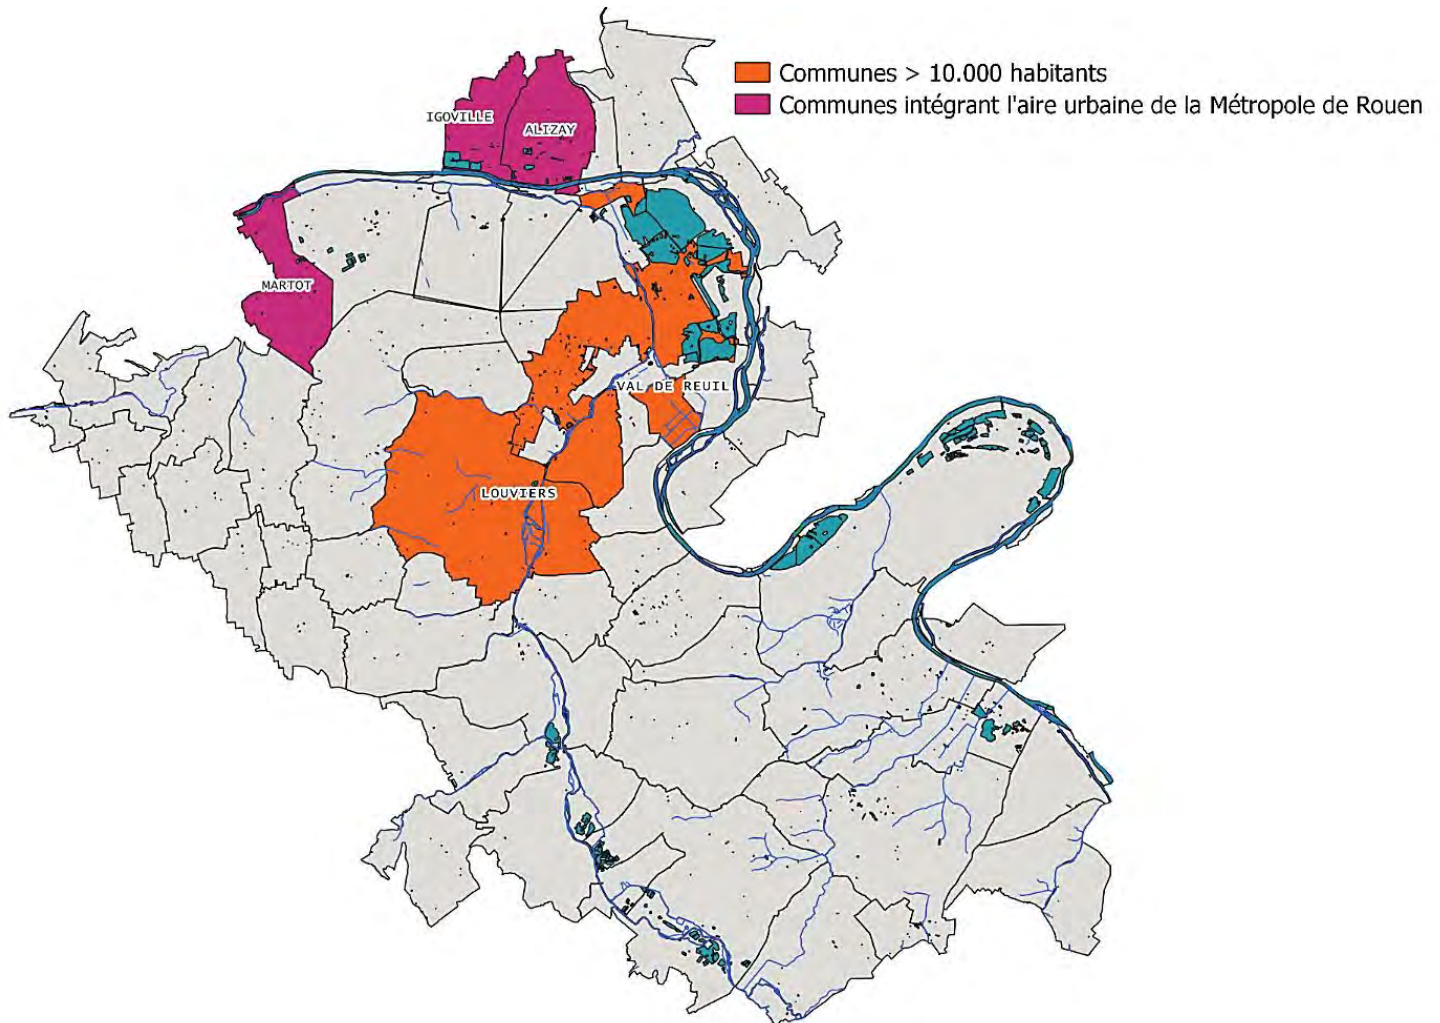 Communes > 10.000 habitants
Communes intégrant l'aire urbaine de la Métropole de Rouen
IGOVILLE
ALIZAY
MARTOT
VAL DE REUIL
LOUVIERS